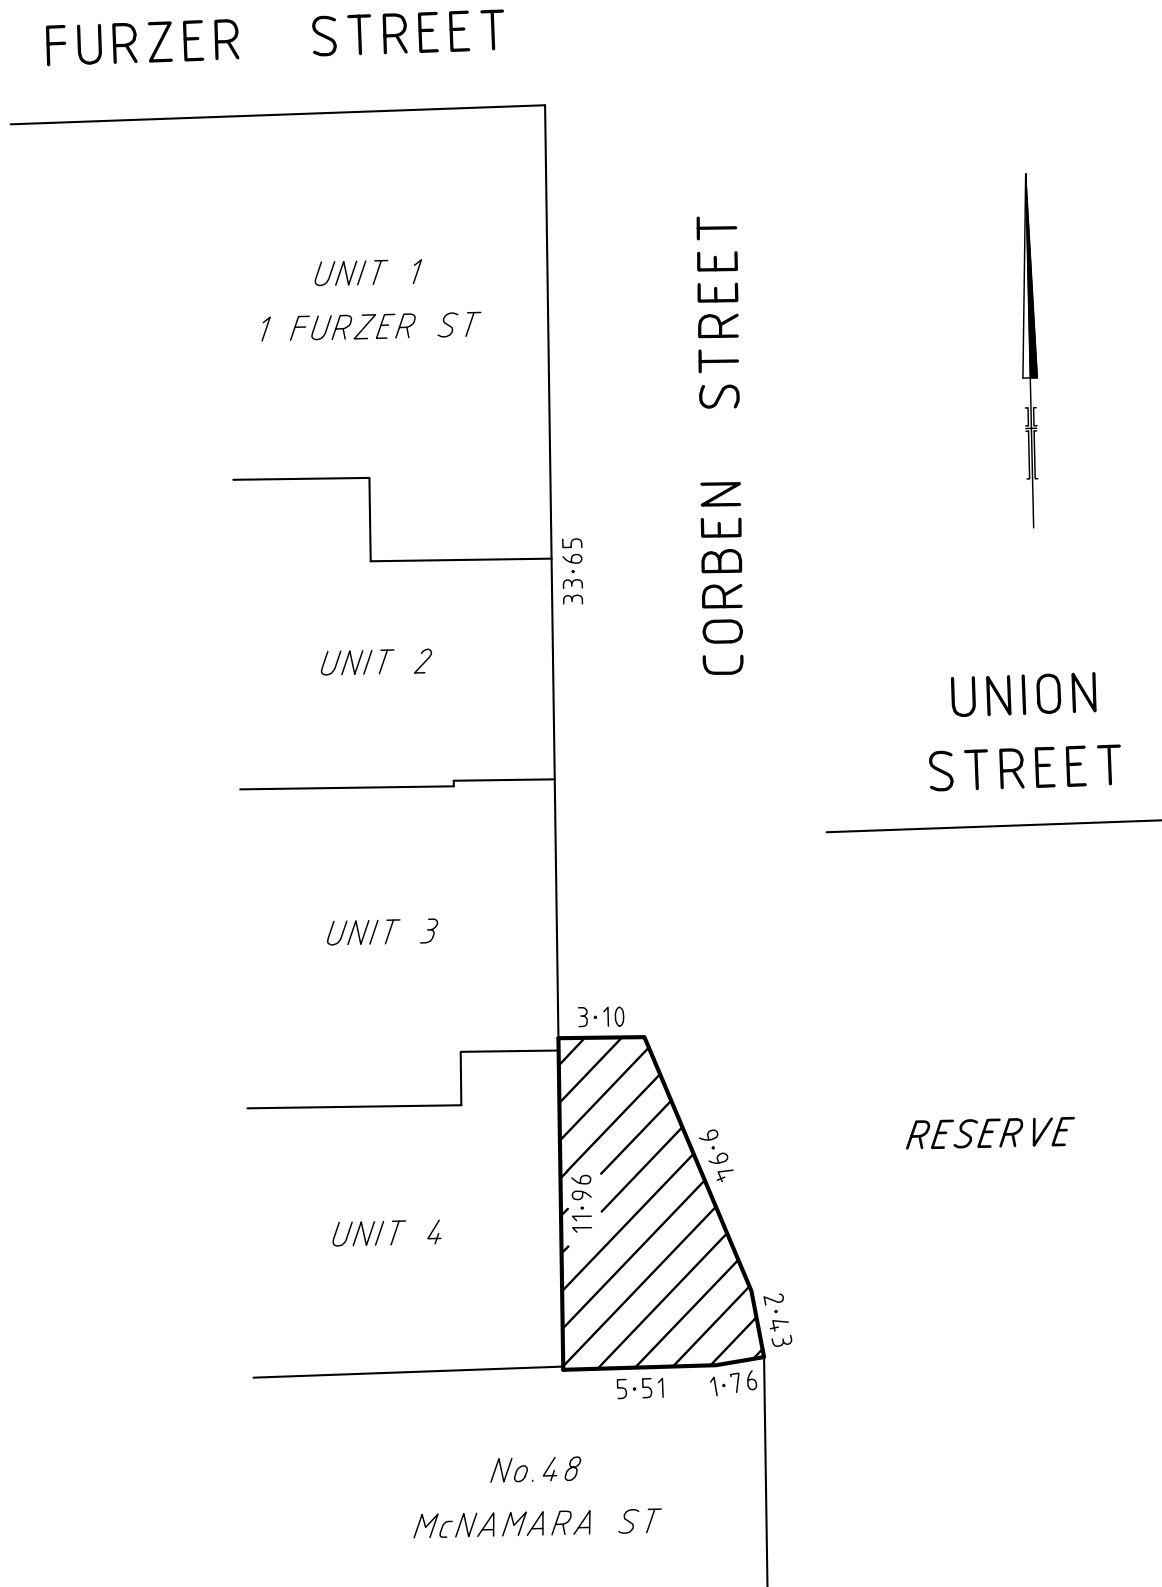 FURZER STREET
UNIT 1
1 FURZER ST
CORBEN STREET
33·65
UNIT 2
UNION
STREET
UNIT 3
3·10
9·94
RESERVE
11·96
UNIT 4
2·43
5·51
1·76
No.48
McNAMARA ST